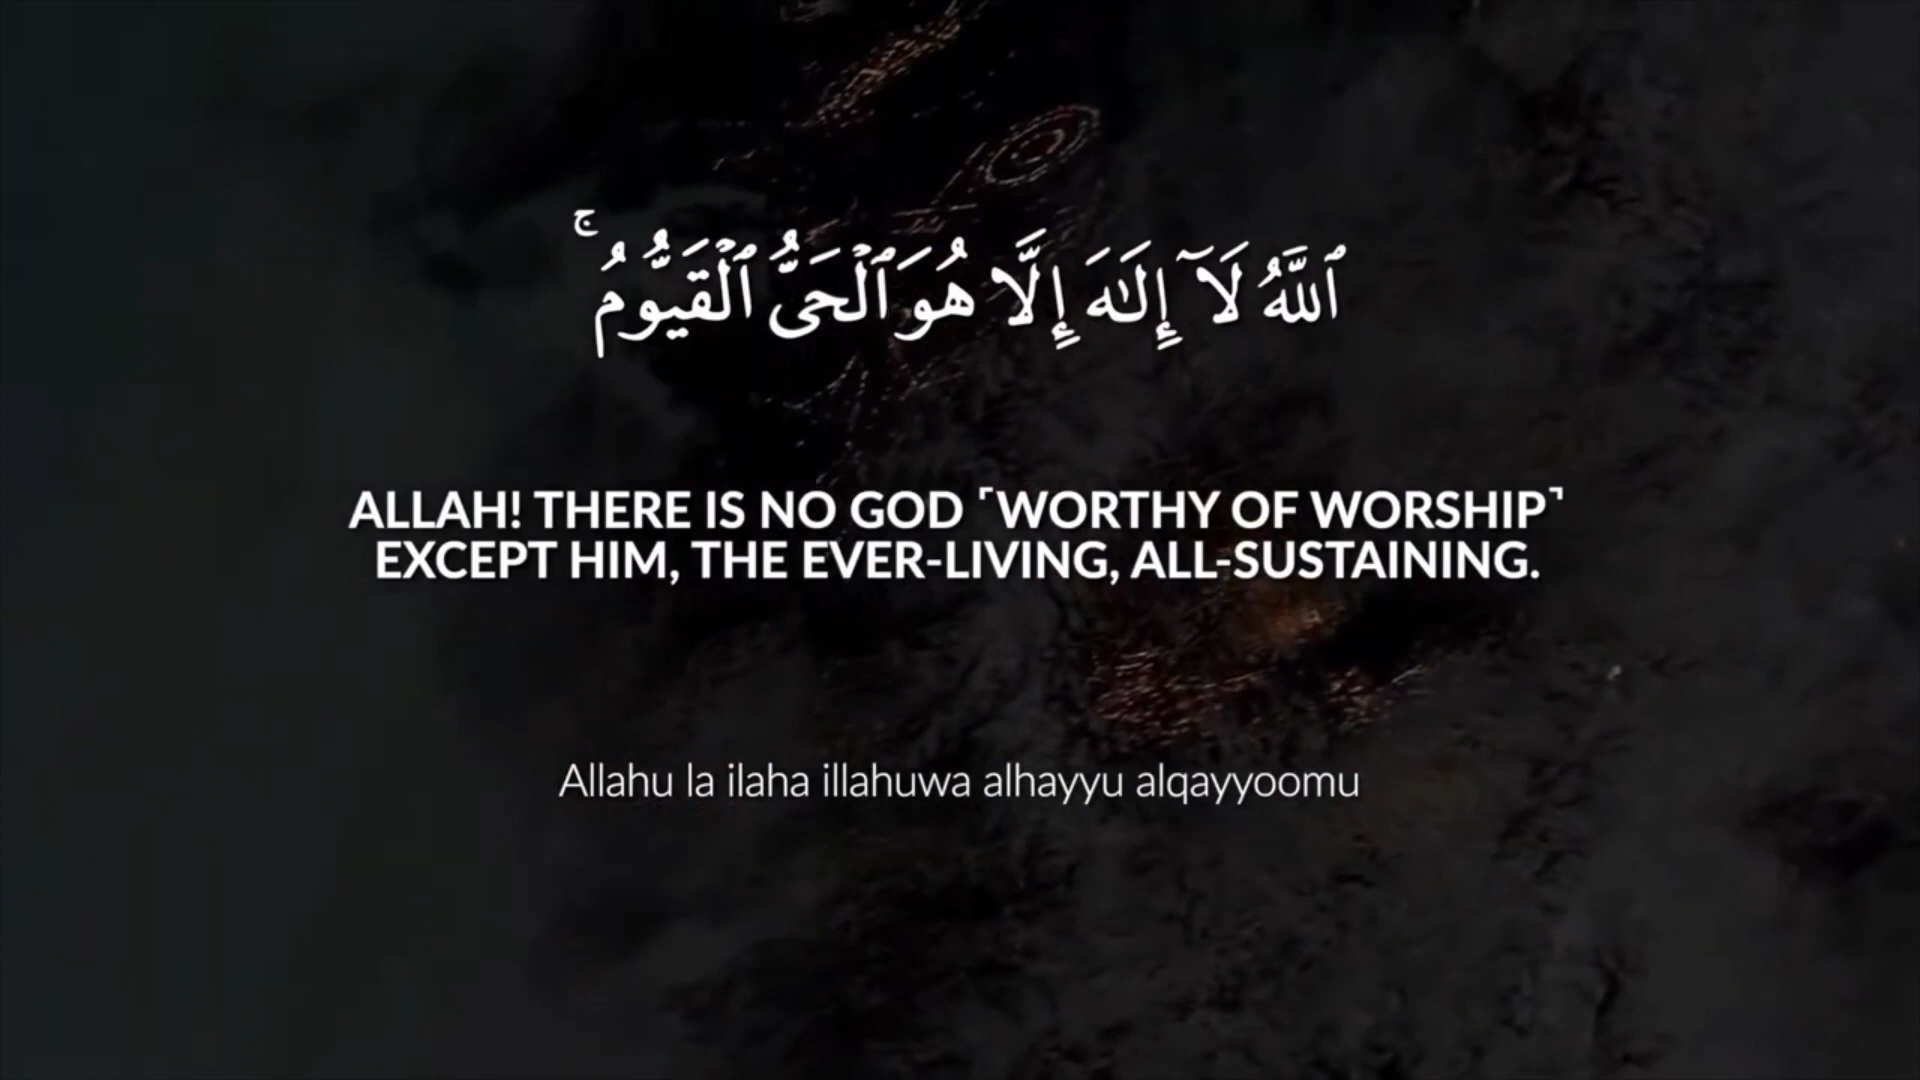 ٱللَّهُ لَآ إِلَـٰهَ إِلَّا هُوَ ٱلْحَىُّ ٱلْقَيُّومُ ۚ
ALLAH! THERE IS NO GOD ˹WORTHY OF WORSHIP˺
EXCEPT HIM, THE EVER-LIVING, ALL-SUSTAINING.
Allahu la ilaha illahuwa alhayyu alqayyoomu